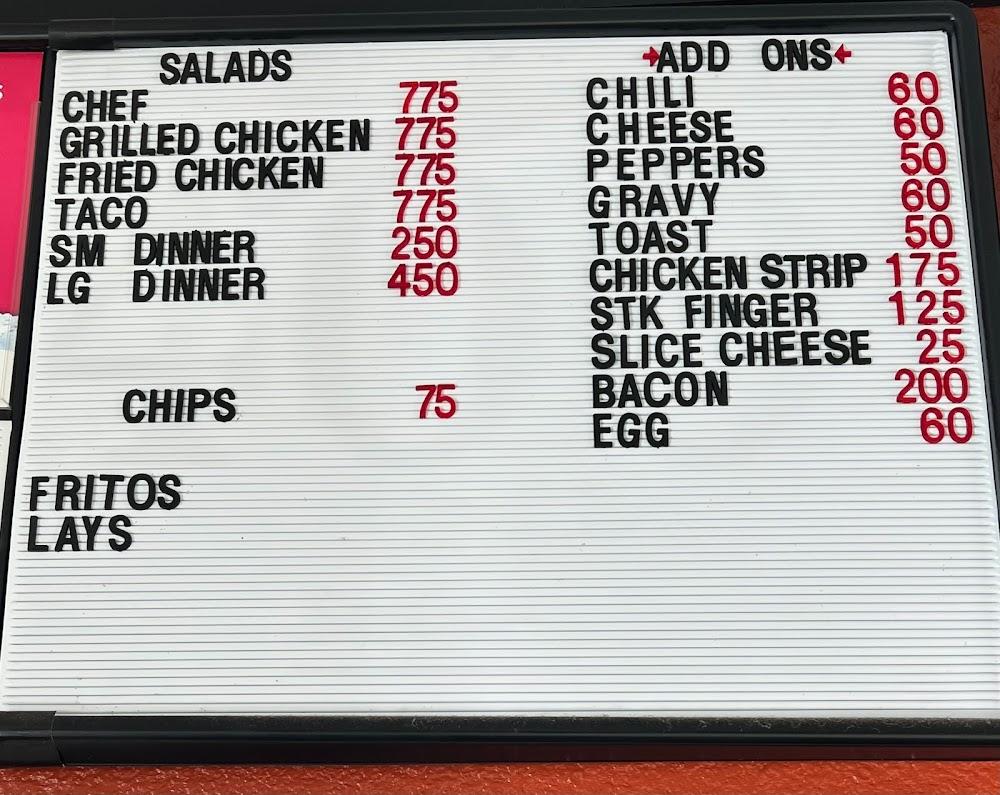 SALADS
CHEF 775
GRILLED CHICKEN 775
FRIED CHICKEN 775
TACO 775
SM DINNER 250
LG DINNER 450
CHIPS 75
FRITOS
LAYS
ADD ONS
CHILI 60
CHEESE 60
PEPPERS 50
GRAVY 60
TOAST 50
CHICKEN STRIP 175
STK FINGER 125
SLICE CHEESE 25
BACON 200
EGG 60